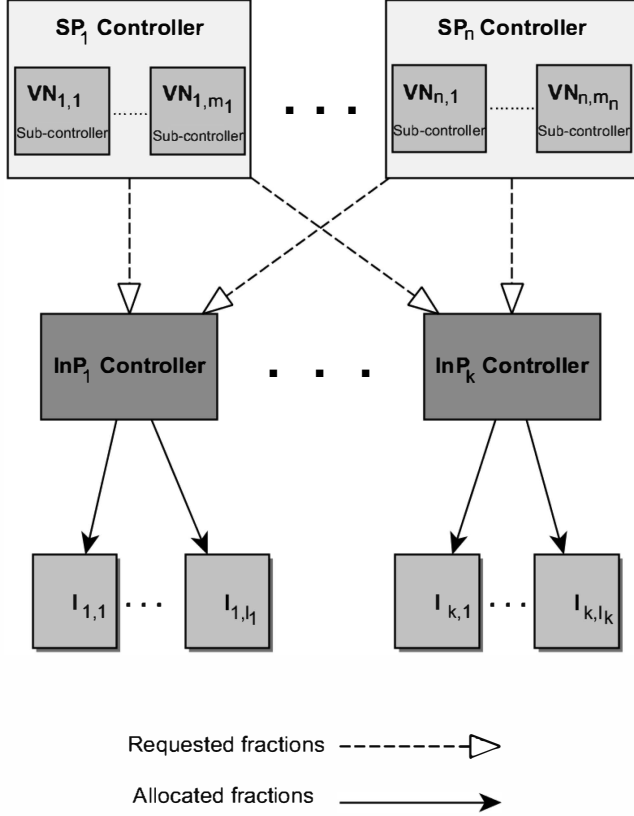 SP1 Controller
SPn Controller
VN1,1 ........ VN1,m1
VNn,1 ......... VNn,mn
Sub-controller Sub-controller
Sub-controller Sub-controller
. . .
InP1 Controller
. . .
InPk Controller
I1,1 ... I1,l1
Ik,1 ... Ik,lk
Requested fractions
Allocated fractions